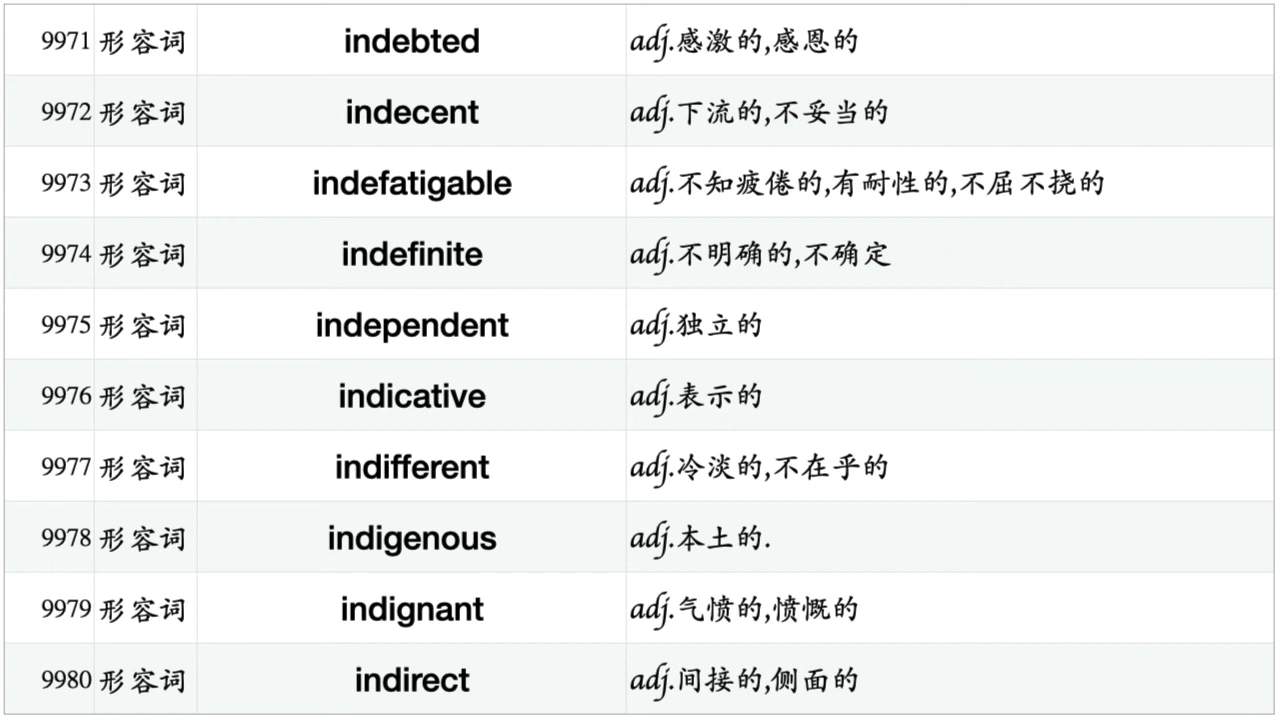 9971 形容词 indebted adj.感激的,感恩的
9972 形容词 indecent adj.下流的,不妥当的
9973 形容词 indefatigable adj.不知疲倦的,有耐性的,不屈不挠的
9974 形容词 indefinite adj.不明确的,不确定
9975 形容词 independent adj.独立的
9976 形容词 indicative adj.表示的
9977 形容词 indifferent adj.冷淡的,不在乎的
9978 形容词 indigenous adj.本土的.
9979 形容词 indignant adj.气愤的,愤慨的
9980 形容词 indirect adj.间接的,侧面的